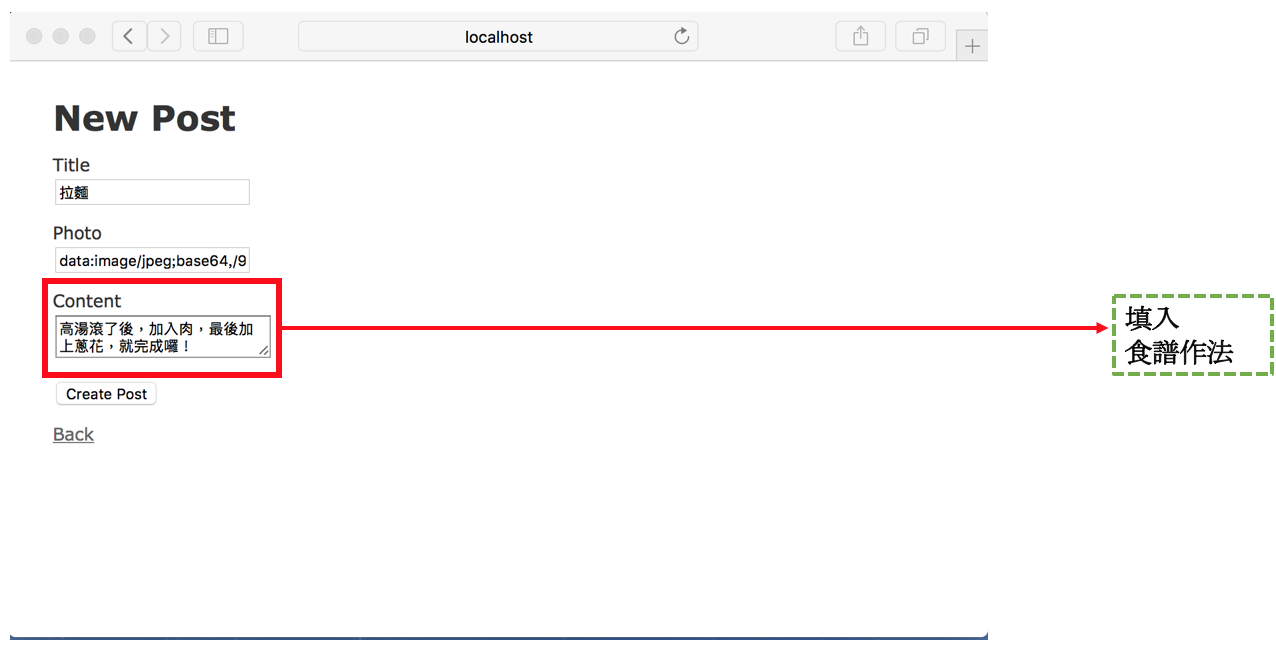 localhost
New Post
Title
拉麵
Photo
data:image/jpeg;base64,/9
Content
高湯滾了後，加入肉，最後加
上蔥花，就完成囉！
Create Post
Back
填入
食譜作法